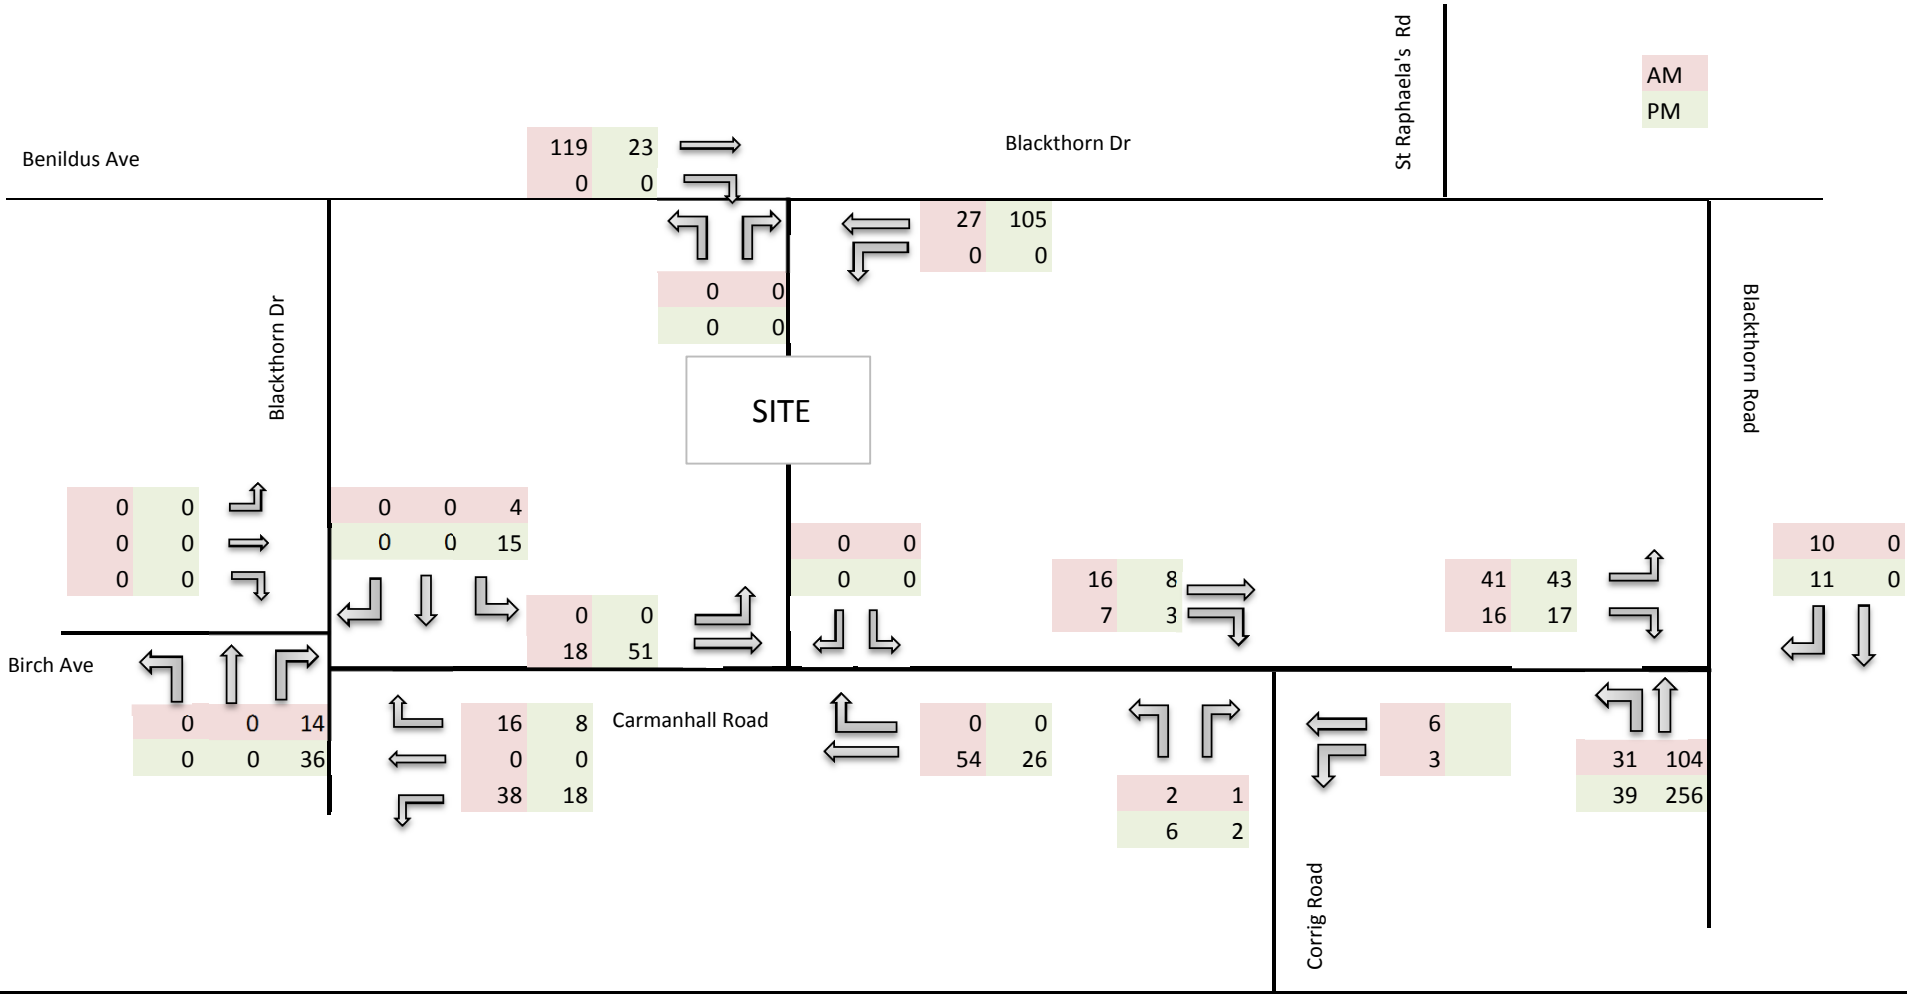 St Raphaela's Rd
AM
PM
Benildus Ave
119 23
0 0
Blackthorn Dr
27 105
0 0
0 0
0 0
Blackthorn Dr
Blackthorn Road
SITE
0 0
0 0
0 0
0 0 4
0 0 15
0 0
18 51
0 0
0 0
16 8
7 3
41 43
16 17
10 0
11 0
Birch Ave
0 0 14
0 0 36
16 8
0 0
38 18
Carmanhall Road
0 0
54 26
2 1
6 2
6
3
31 104
39 256
Corrig Road